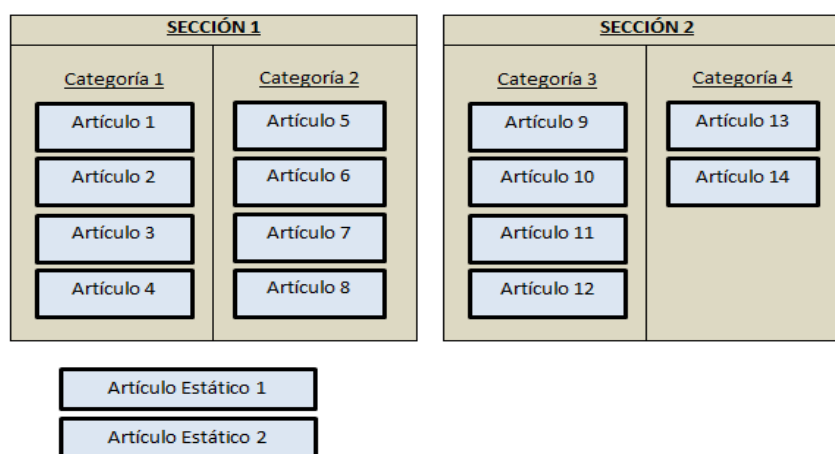 SECCIÓN 1
Categoría 1
Artículo 1
Artículo 2
Artículo 3
Artículo 4
Categoría 2
Artículo 5
Artículo 6
Artículo 7
Artículo 8
SECCIÓN 2
Categoría 3
Artículo 9
Artículo 10
Artículo 11
Artículo 12
Categoría 4
Artículo 13
Artículo 14
Artículo Estático 1
Artículo Estático 2